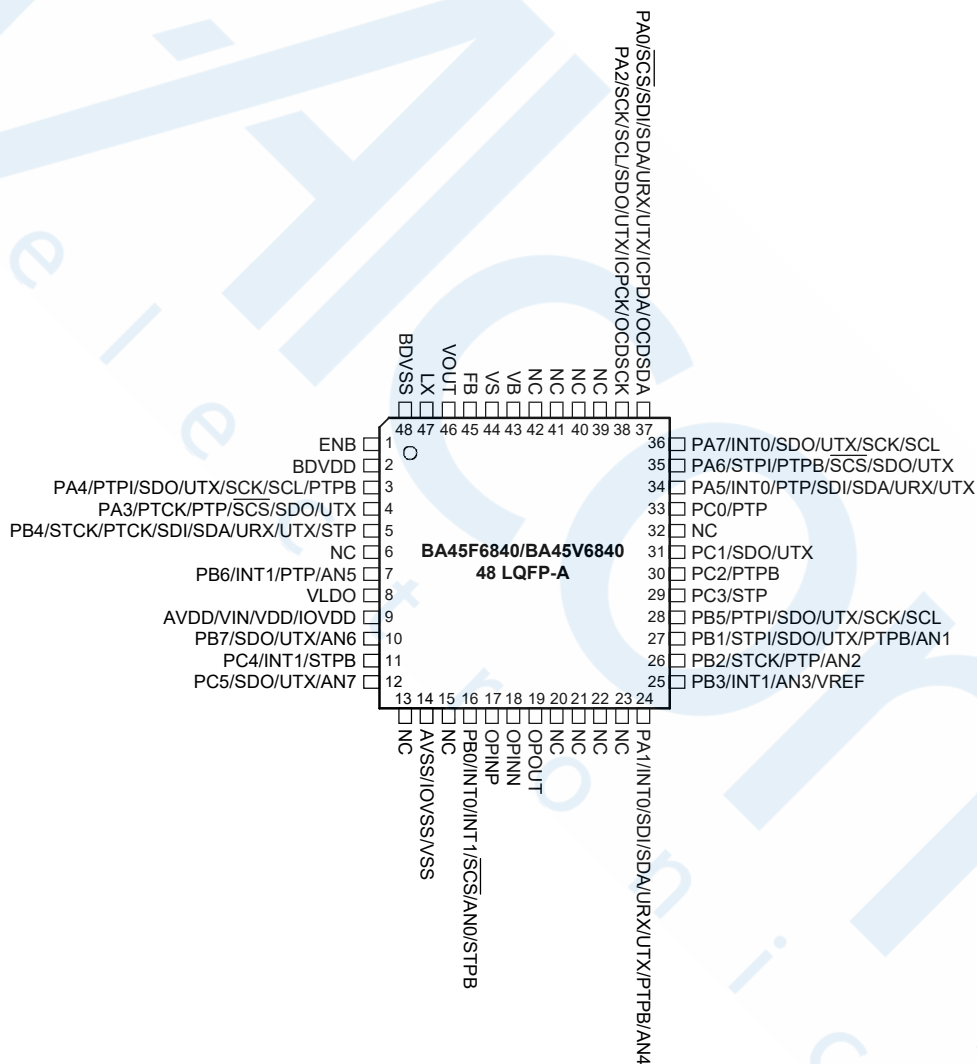 PA0/SCS/SDI/SDA/URX/UTX/ICPDA/OCDSDA
PA2/SCK/SCL/SDO/UTX/ICPCK/OCDSCK
NC
NC
NC
NC
VB
VS
FB
VOUT
LX
BDVSS
48 47 46 45 44 43 42 41 40 39 38 37
ENB 1
BDVDD 2
PA4/PTPI/SDO/UTX/SCK/SCL/PTPB 3
PA3/PTCK/PTP/SCS/SDO/UTX 4
PB4/STCK/PTCK/SDI/SDA/URX/UTX/STP 5
NC 6
PB6/INT1/PTP/AN5 7
VLDO 8
AVDD/VIN/VDD/IOVDD 9
PB7/SDO/UTX/AN6 10
PC4/INT1/STPB 11
PC5/SDO/UTX/AN7 12
BA45F6840/BA45V6840
48 LQFP-A
36 PA7/INT0/SDO/UTX/SCK/SCL
35 PA6/STPI/PTPB/SCS/SDO/UTX
34 PA5/INT0/PTP/SDI/SDA/URX/UTX
33 PC0/PTP
32 NC
31 PC1/SDO/UTX
30 PC2/PTPB
29 PC3/STP
28 PB5/PTPI/SDO/UTX/SCK/SCL
27 PB1/STPI/SDO/UTX/PTPB/AN1
26 PB2/STCK/PTP/AN2
25 PB3/INT1/AN3/VREF
13 14 15 16 17 18 19 20 21 22 23 24
NC
AVSS/IOVSS/VSS
NC
PB0/INT0/INT1/SCS/AN0/STPB
OPINP
OPINN
OPOUT
NC
NC
NC
NC
PA1/INT0/SDI/SDA/URX/UTX/PTPB/AN4